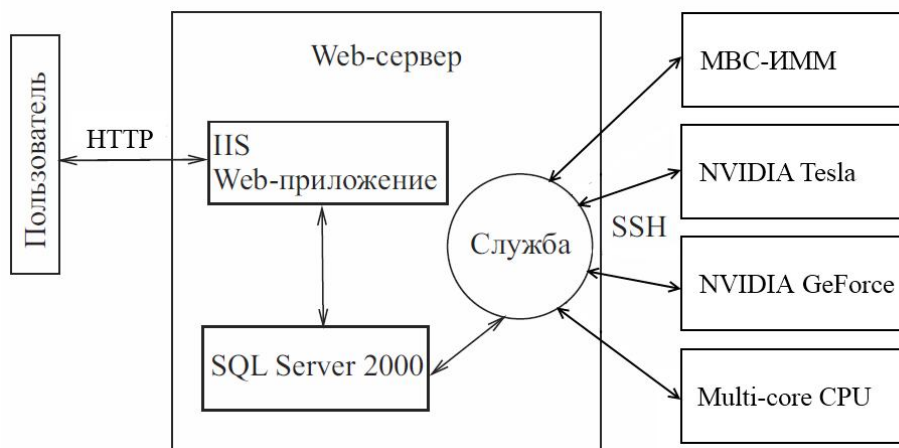 Пользователь
HTTP
Web-сервер
IIS
Web-приложение
SQL Server 2000
Служба
SSH
МВС-ИММ
NVIDIA Tesla
NVIDIA GeForce
Multi-core CPU